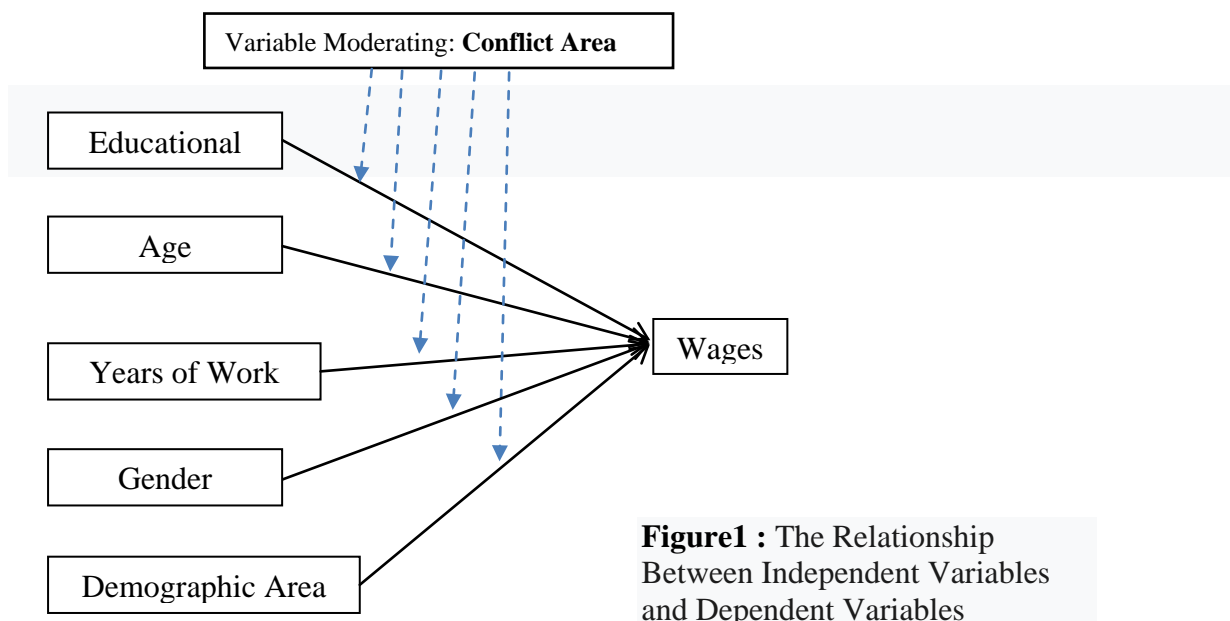 Variable Moderating: Conflict Area
Educational
Age
Years of Work
Wages
Gender
Demographic Area
Figure1 : The Relationship
Between Independent Variables
and Dependent Variables